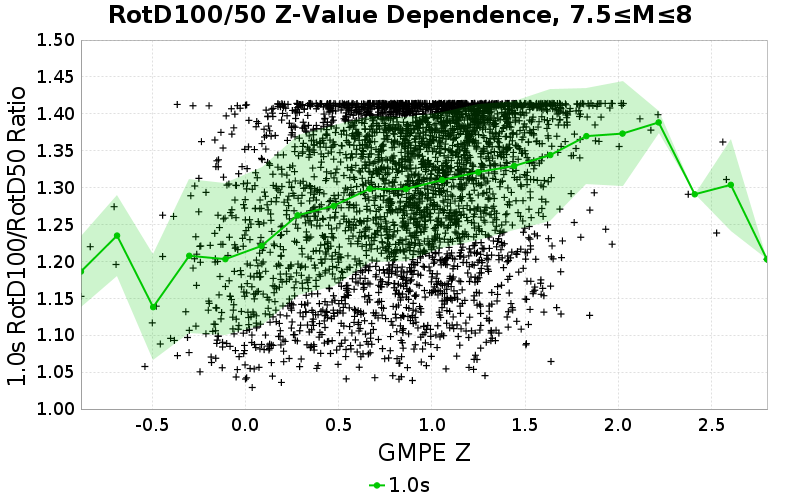 RotD100/50 Z-Value Dependence, 7.5≤M≤8
1.0s RotD100/RotD50 Ratio
1.50
1.45
1.40
1.35
1.30
1.25
1.20
1.15
1.10
1.05
1.00
-0.5 0.0 0.5 1.0 1.5 2.0 2.5
GMPE Z
1.0s